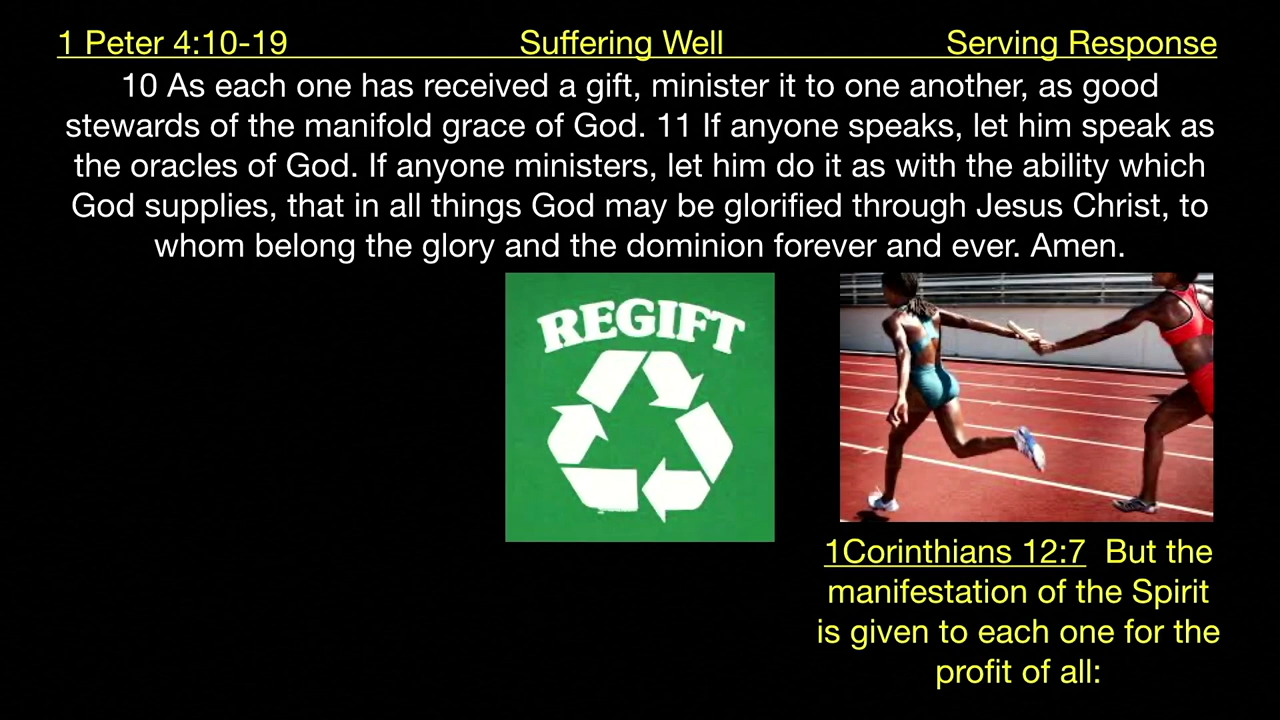 1 Peter 4:10-19 Suffering Well Serving Response
10 As each one has received a gift, minister it to one another, as good
stewards of the manifold grace of God. 11 If anyone speaks, let him speak as
the oracles of God. If anyone ministers, let him do it as with the ability which
God supplies, that in all things God may be glorified through Jesus Christ, to
whom belong the glory and the dominion forever and ever. Amen.
REGIFT
1Corinthians 12:7 But the
manifestation of the Spirit
is given to each one for the
profit of all: